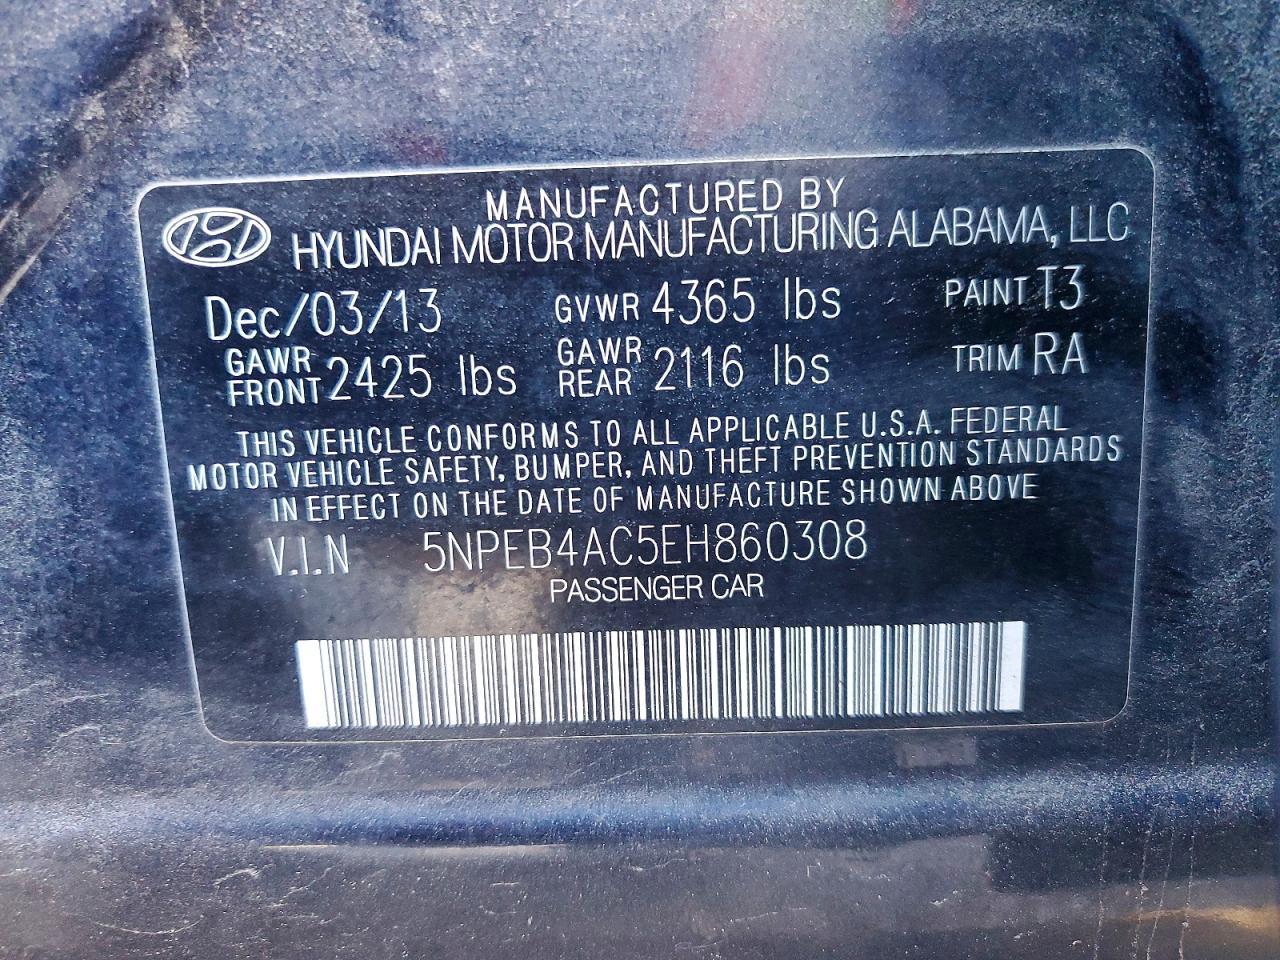 MANUFACTURED BY
HYUNDAI MOTOR MANUFACTURING ALABAMA, LLC
Dec/03/13 GVWR 4365 lbs PAINT T3
GAWR FRONT 2425 lbs GAWR REAR 2116 lbs TRIM RA
THIS VEHICLE CONFORMS TO ALL APPLICABLE U.S.A. FEDERAL
MOTOR VEHICLE SAFETY, BUMPER, AND THEFT PREVENTION STANDARDS
IN EFFECT ON THE DATE OF MANUFACTURE SHOWN ABOVE
V.I.N 5NPEB4AC5EH860308
PASSENGER CAR